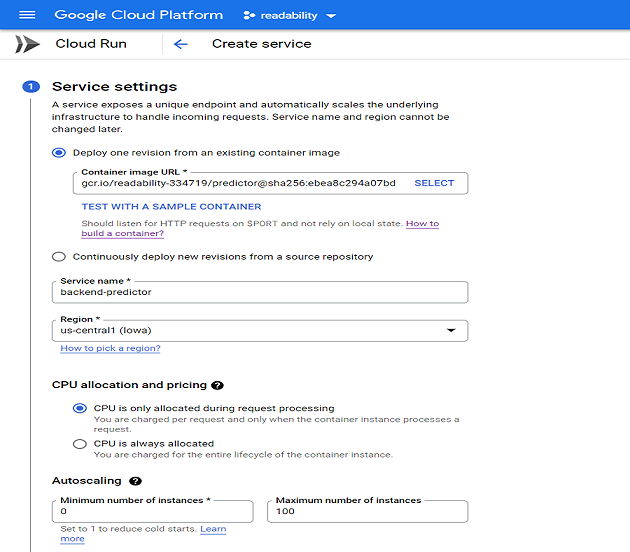 Google Cloud Platform readability
Cloud Run Create service
1 Service settings
A service exposes a unique endpoint and automatically scales the underlying
infrastructure to handle incoming requests. Service name and region cannot be
changed later.
Deploy one revision from an existing container image
Container image URL *
gcr.io/readability-334719/predictor@sha256:ebea8c294a07bd SELECT
TEST WITH A SAMPLE CONTAINER
Should listen for HTTP requests on $PORT and not rely on local state. How to
build a container?
Continuously deploy new revisions from a source repository
Service name *
backend-predictor
Region *
us-central1 (Iowa)
How to pick a region?
CPU allocation and pricing ?
CPU is only allocated during request processing
You are charged per request and only when the container instance processes a
request.
CPU is always allocated
You are charged for the entire lifecycle of the container instance.
Autoscaling ?
Minimum number of instances * Maximum number of instances
0 100
Set to 1 to reduce cold starts. Learn
more